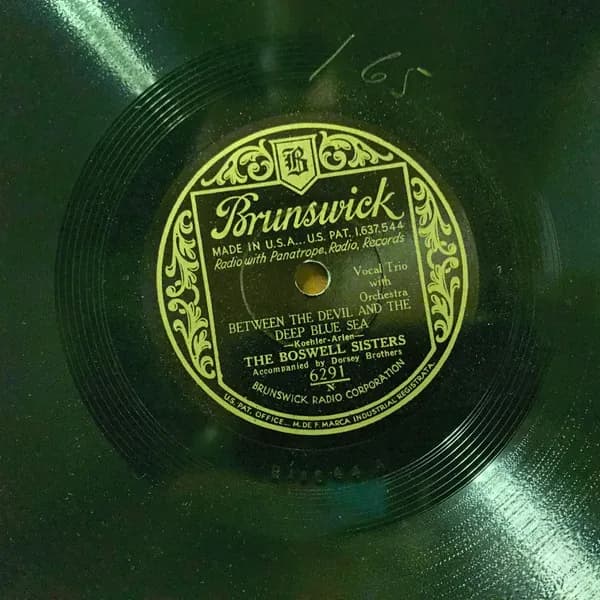 165
B
Brunswick
MADE IN U.S.A...U.S. PAT. 1,637,544
Radio with Panatrope, Radio, Records
Vocal Trio
with
Orchestra
BETWEEN THE DEVIL AND THE
DEEP BLUE SEA
—Koehler-Arlen—
THE BOSWELL SISTERS
Accompanied by Dorsey Brothers
6291
N
BRUNSWICK RADIO CORPORATION
U.S. PAT. OFFICE... M. DE F. MARCA INDUSTRIAL REGISTRATA